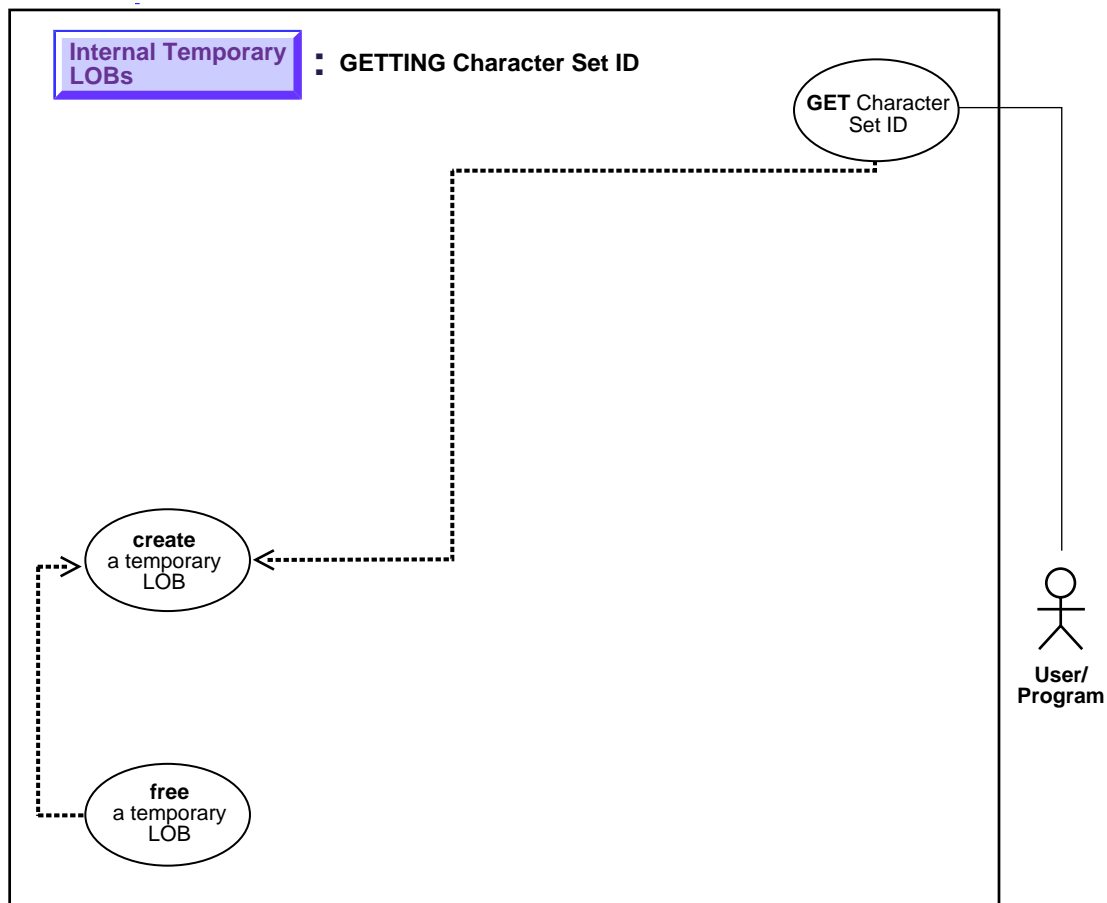 Internal Temporary
LOBs
: GETTING Character Set ID
GET Character
Set ID
create
a temporary
LOB
User/
Program
free
a temporary
LOB